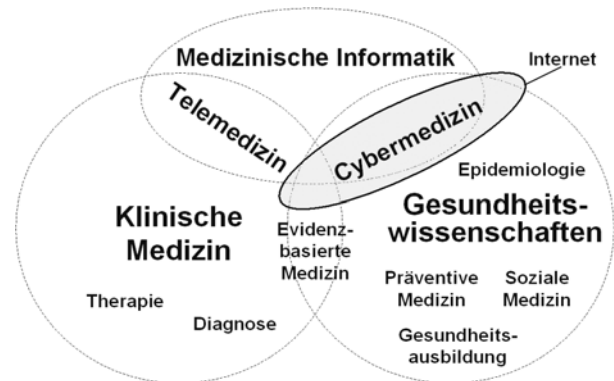 Medizinische Informatik
Internet
Telemedizin
Cybermedizin
Epidemiologie
Klinische
Medizin
Evidenz-
basierte
Medizin
Gesundheits-
wissenschaften
Therapie
Diagnose
Präventive
Medizin
Soziale
Medizin
Gesundheits-
ausbildung